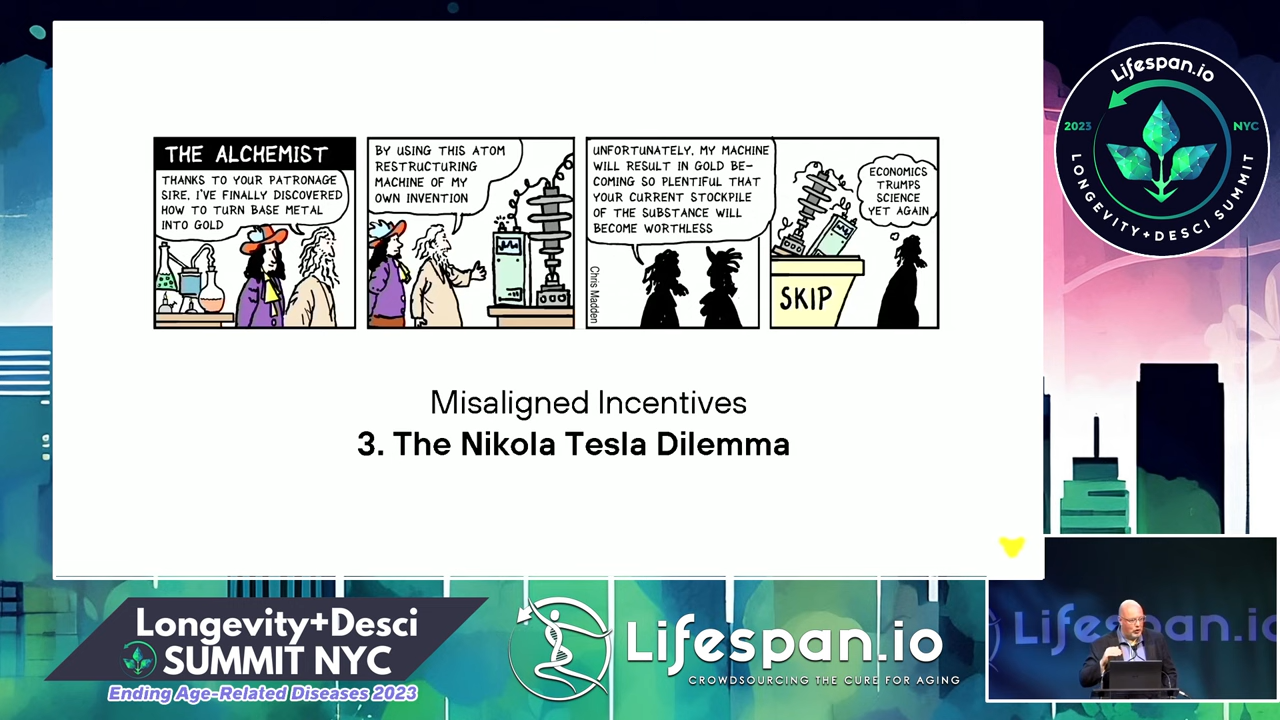 THE ALCHEMIST
THANKS TO YOUR PATRONAGE
SIRE, I'VE FINALLY DISCOVERED
HOW TO TURN BASE METAL
INTO GOLD
BY USING THIS ATOM
RESTRUCTURING
MACHINE OF MY
OWN INVENTION
UNFORTUNATELY, MY MACHINE
WILL RESULT IN GOLD BE-
COMING SO PLENTIFUL THAT
YOUR CURRENT STOCKPILE
OF THE SUBSTANCE WILL
BECOME WORTHLESS
Chris Madden
ECONOMICS
TRUMPS
SCIENCE
YET AGAIN
SKIP
Misaligned Incentives
3. The Nikola Tesla Dilemma
Lifespan.io
2023
NYC
LONGEVITY+DESCI SUMMIT
Longevity+Desci
SUMMIT NYC
Ending Age-Related Diseases 2023
Lifespan.io
CROWDSOURCING THE CURE FOR AGING
Lifespan.io